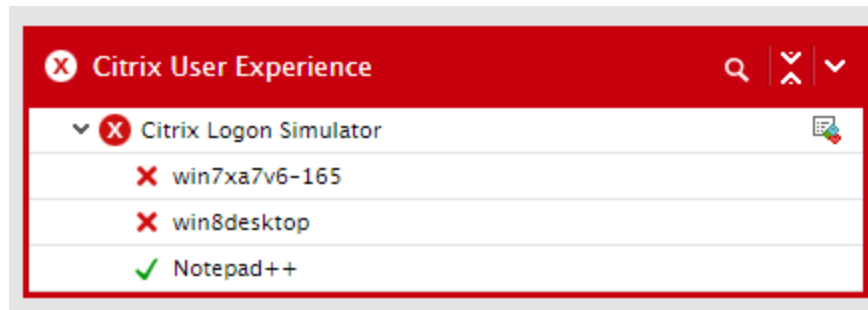 Citrix User Experience
Citrix Logon Simulator
win7xa7v6-165
win8desktop
Notepad++